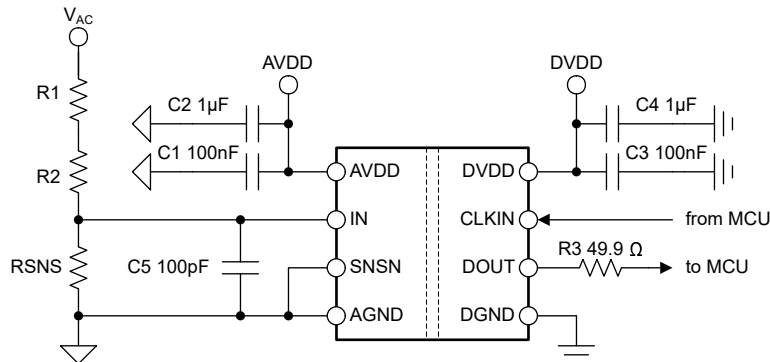 VAC
AVDD
DVDD
R1
C2 1µF
C4 1µF
C1 100nF
C3 100nF
R2
AVDD
DVDD
IN
CLKIN
from MCU
RSNS
C5 100pF
SNSN
DOUT
R3 49.9 Ω
to MCU
AGND
DGND